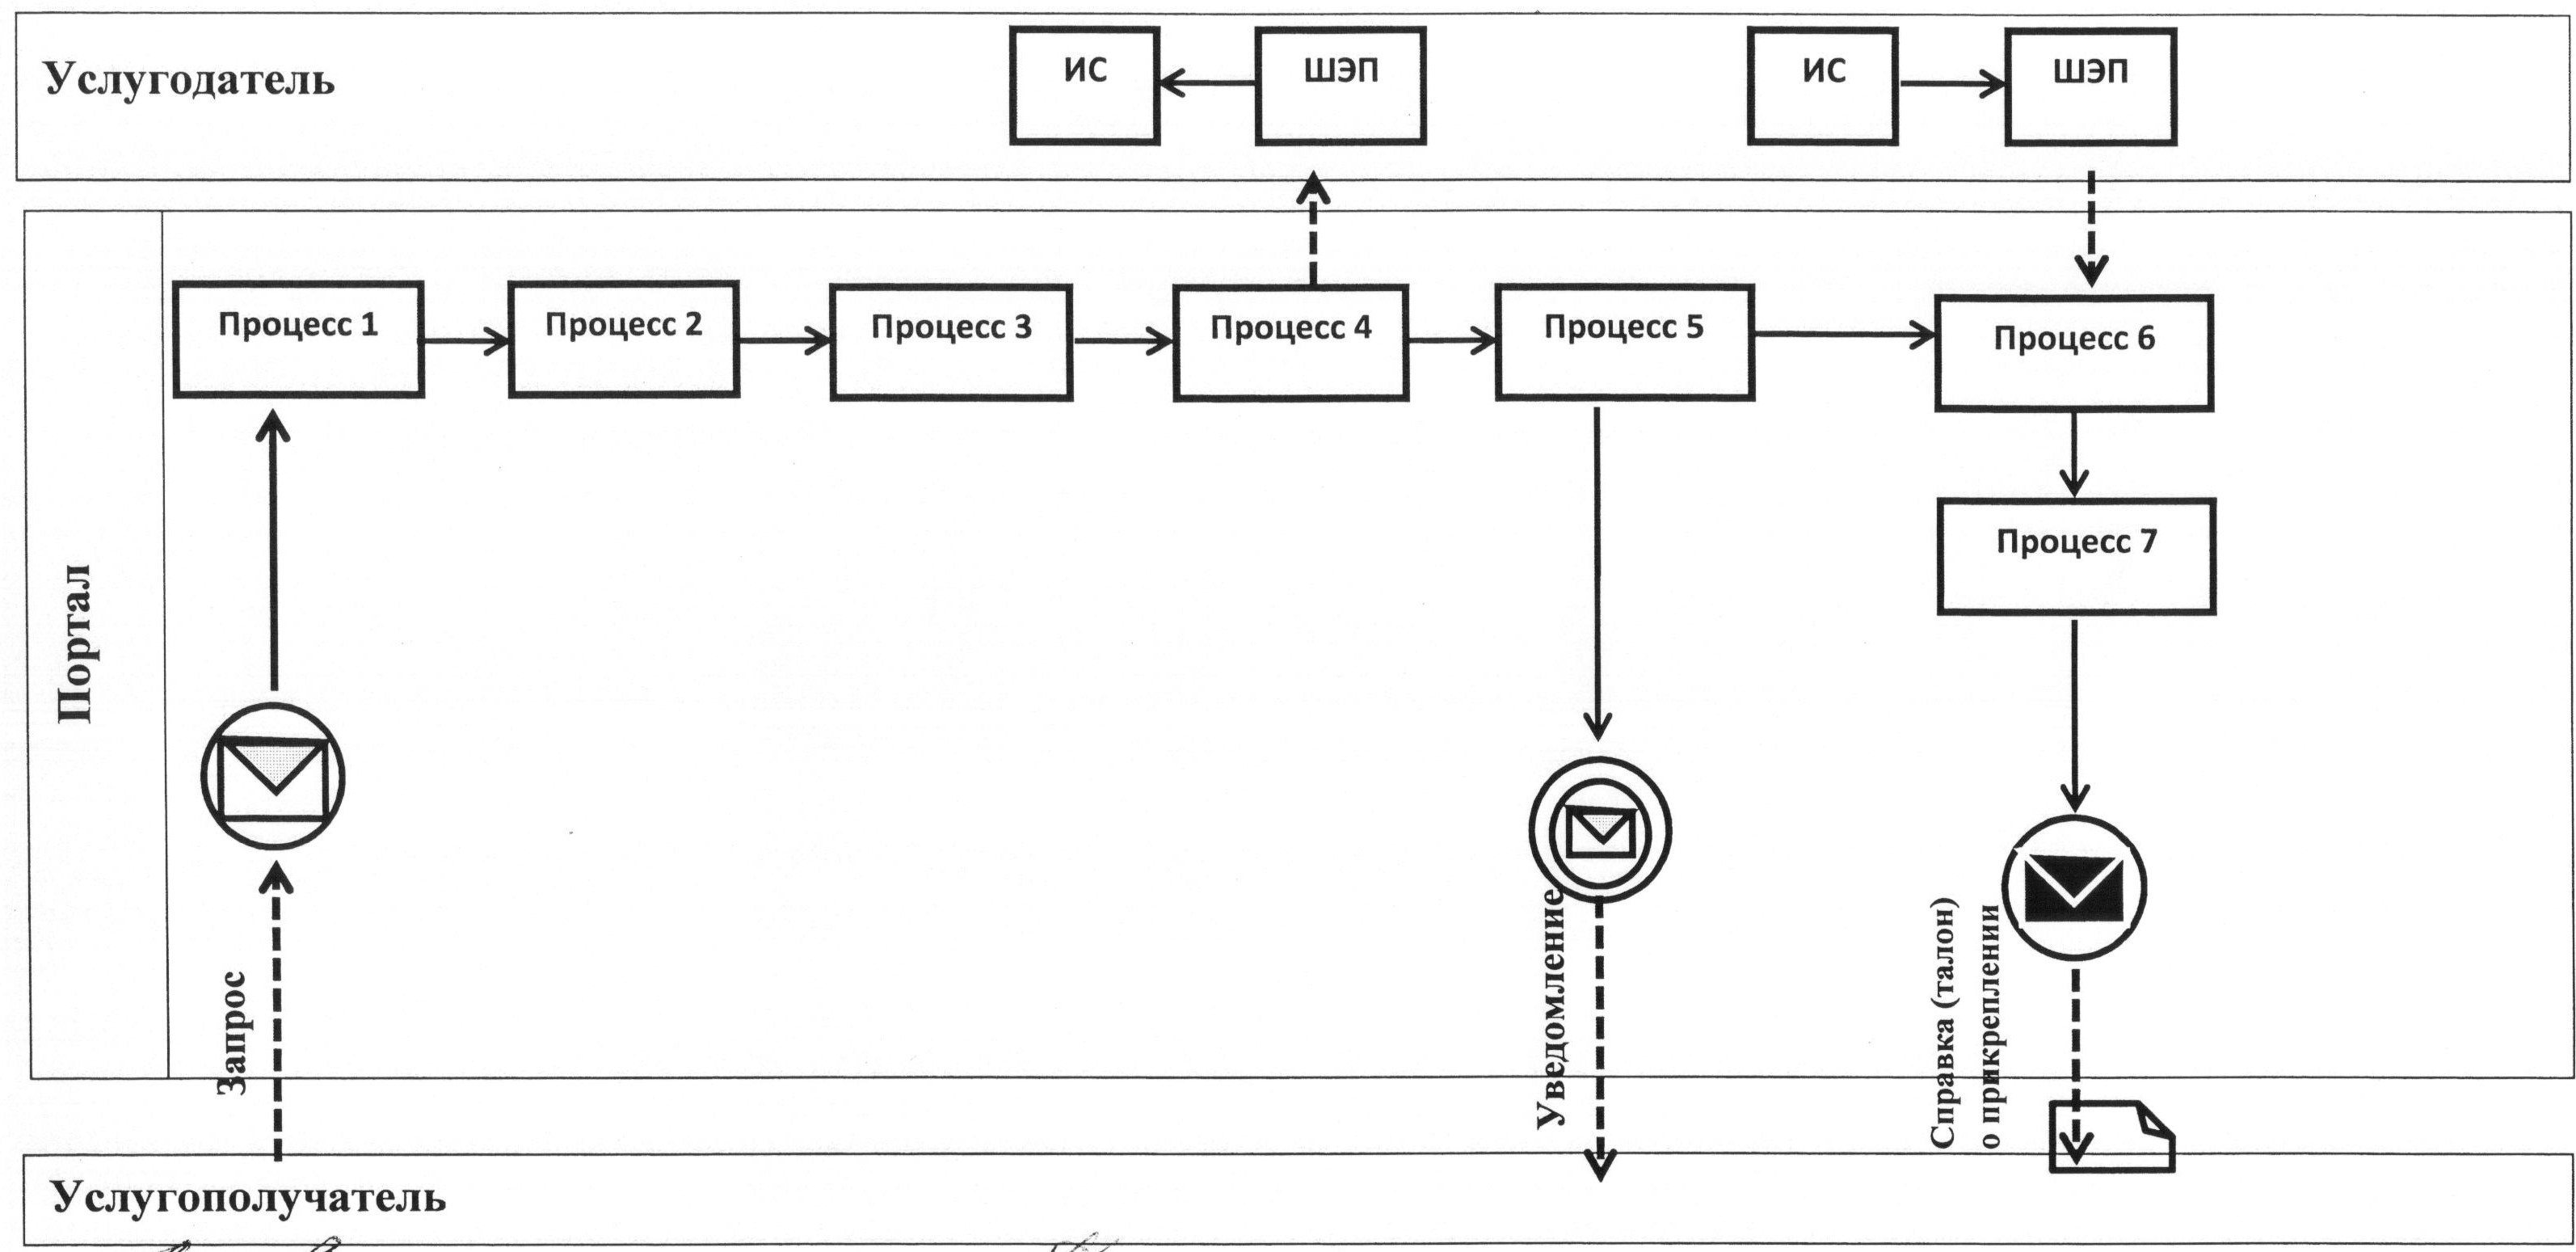 Услугодатель
ИС
ШЭП
ИС
ШЭП
Портал
Процесс 1
Процесс 2
Процесс 3
Процесс 4
Процесс 5
Процесс 6
Процесс 7
Запрос
Уведомление
Справка (талон)
о прикреплении
Услугополучатель